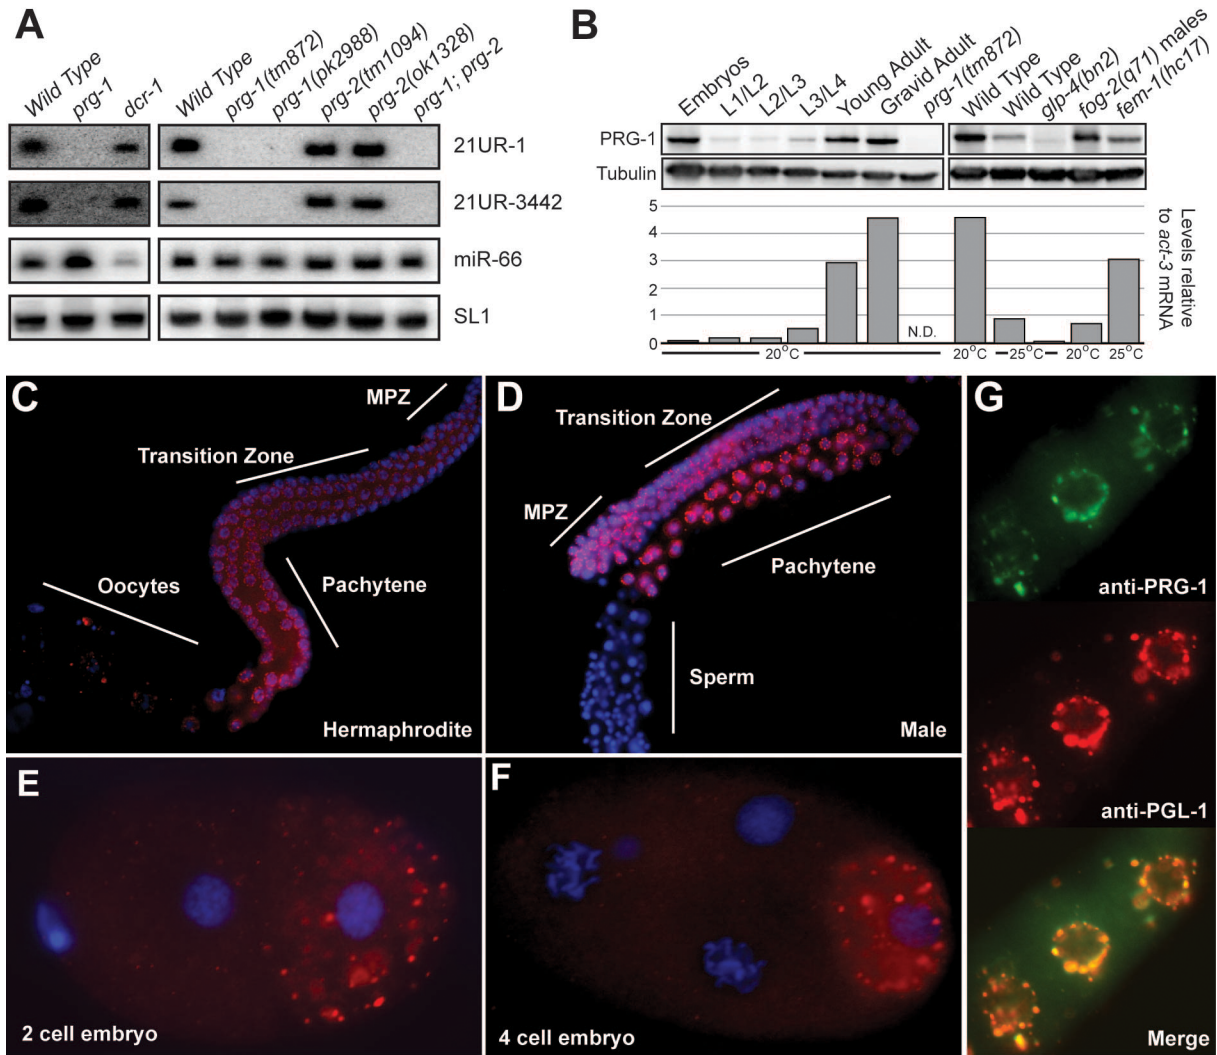 A
Wild Type
prg-1
dcr-1
Wild Type
prg-1(tm872)
prg-1(pk2988)
prg-2(tm1094)
prg-2(ok1328)
prg-1; prg-2
21UR-1
21UR-3442
miR-66
SL1
B
Embryos
L1/L2
L2/L3
L3/L4
Young Adult
Gravid Adult
prg-1(tm872)
Wild Type
Wild Type
glp-4(bn2)
fog-2(q71) males
fem-1(hc17)
PRG-1
Tubulin
5
4
3
2
1
0
N.D.
Levels relative
to act-3 mRNA
20°C
20°C
25°C
20°C
25°C
C
MPZ
Transition Zone
Oocytes
Pachytene
Hermaphrodite
D
Transition Zone
MPZ
Pachytene
Sperm
Male
E
2 cell embryo
F
4 cell embryo
G
anti-PRG-1
anti-PGL-1
Merge